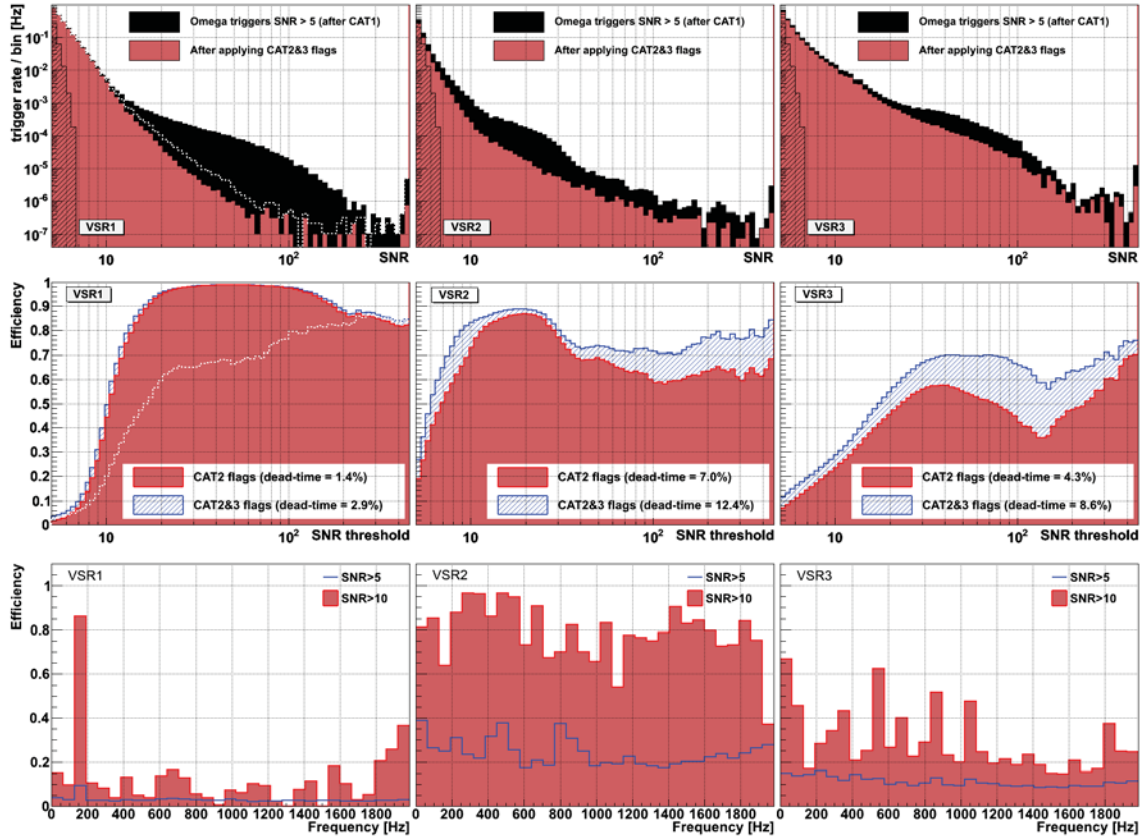 trigger rate / bin [Hz]
10⁻¹
10⁻²
10⁻³
10⁻⁴
10⁻⁵
10⁻⁶
10⁻⁷
Omega triggers SNR > 5 (after CAT1)
After applying CAT2&3 flags
VSR1
10
10²
SNR
Omega triggers SNR > 5 (after CAT1)
After applying CAT2&3 flags
VSR2
10
10²
SNR
Omega triggers SNR > 5 (after CAT1)
After applying CAT2&3 flags
VSR3
10
10²
SNR
Efficiency
1
0.9
0.8
0.7
0.6
0.5
0.4
0.3
0.2
0.1
0
VSR1
CAT2 flags (dead-time = 1.4%)
CAT2&3 flags (dead-time = 2.9%)
10
10²
SNR threshold
VSR2
CAT2 flags (dead-time = 7.0%)
CAT2&3 flags (dead-time = 12.4%)
10
10²
SNR threshold
VSR3
CAT2 flags (dead-time = 4.3%)
CAT2&3 flags (dead-time = 8.6%)
10
10²
SNR threshold
Efficiency
1
0.8
0.6
0.4
0.2
0
VSR1
SNR>5
SNR>10
0 200 400 600 800 1000 1200 1400 1600 1800
Frequency [Hz]
VSR2
SNR>5
SNR>10
0 200 400 600 800 1000 1200 1400 1600 1800
Frequency [Hz]
VSR3
SNR>5
SNR>10
0 200 400 600 800 1000 1200 1400 1600 1800
Frequency [Hz]